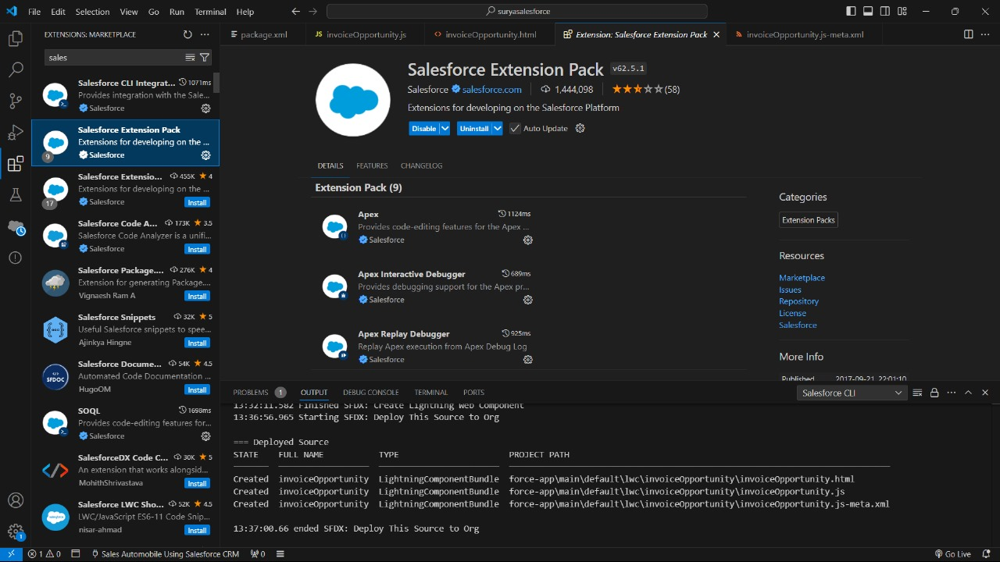 File Edit Selection View Go Run Terminal Help
suryasalesforce
EXTENSIONS: MARKETPLACE
sales
Salesforce CLI Integrat... 1071ms
Provides integration with the Sale...
Salesforce
Salesforce Extension Pack
Extensions for developing on the ...
9
Salesforce
Salesforce Extensio... 455K 4
Extensions for developing on the ...
17
Salesforce Install
Salesforce Code A... 173K 3.5
Salesforce Code Analyzer is a unifi...
Salesforce Install
Salesforce Package.... 276K 4
Extension for generating Package....
Vignaesh Ram A Install
Salesforce Snippets 32K 5
Useful Salesforce snippets to spee...
Ajinkya Hingne Install
Salesforce Docume... 54K 4.5
Automated Code Documentation ...
SFDOC
HugoOM Install
SOQL 1698ms
Provides code-editing features for...
Salesforce
SalesforceDX Code C... 30K 5
An extension that works alongsid...
MohithShrivastava Install
Salesforce LWC Sho... 52K 4.5
LWC/JavaScript ES6-11 Code Snip...
nisar-ahmad Install
1
package.xml JS invoiceOpportunity.js <> invoiceOpportunity.html Extension: Salesforce Extension Pack invoiceOpportunity.js-meta.xml
Salesforce Extension Pack v62.5.1
Salesforce salesforce.com 1,444,098 (58)
Extensions for developing on the Salesforce Platform
Disable Uninstall Auto Update
DETAILS FEATURES CHANGELOG
Extension Pack (9)
Apex 1124ms
Provides code-editing features for the Apex ...
Salesforce
Apex Interactive Debugger 689ms
Provides debugging support for the Apex pr...
Salesforce
Apex Replay Debugger 925ms
Replay Apex execution from Apex Debug Log
Salesforce
Categories
Extension Packs
Resources
Marketplace
Issues
Repository
License
Salesforce
More Info
Published 2017-09-21, 22:01:10
PROBLEMS 1 OUTPUT DEBUG CONSOLE TERMINAL PORTS Salesforce CLI
13:32:11.582 Finished SFDX: Create Lightning Web Component
13:36:56.965 Starting SFDX: Deploy This Source to Org
=== Deployed Source
STATE FULL NAME TYPE PROJECT PATH
Created invoiceOpportunity LightningComponentBundle force-app\main\default\lwc\invoiceOpportunity\invoiceOpportunity.html
Created invoiceOpportunity LightningComponentBundle force-app\main\default\lwc\invoiceOpportunity\invoiceOpportunity.js
Created invoiceOpportunity LightningComponentBundle force-app\main\default\lwc\invoiceOpportunity\invoiceOpportunity.js-meta.xml
13:37:00.66 ended SFDX: Deploy This Source to Org
1 0 Sales Automobile Using Salesforce CRM 0 Go Live